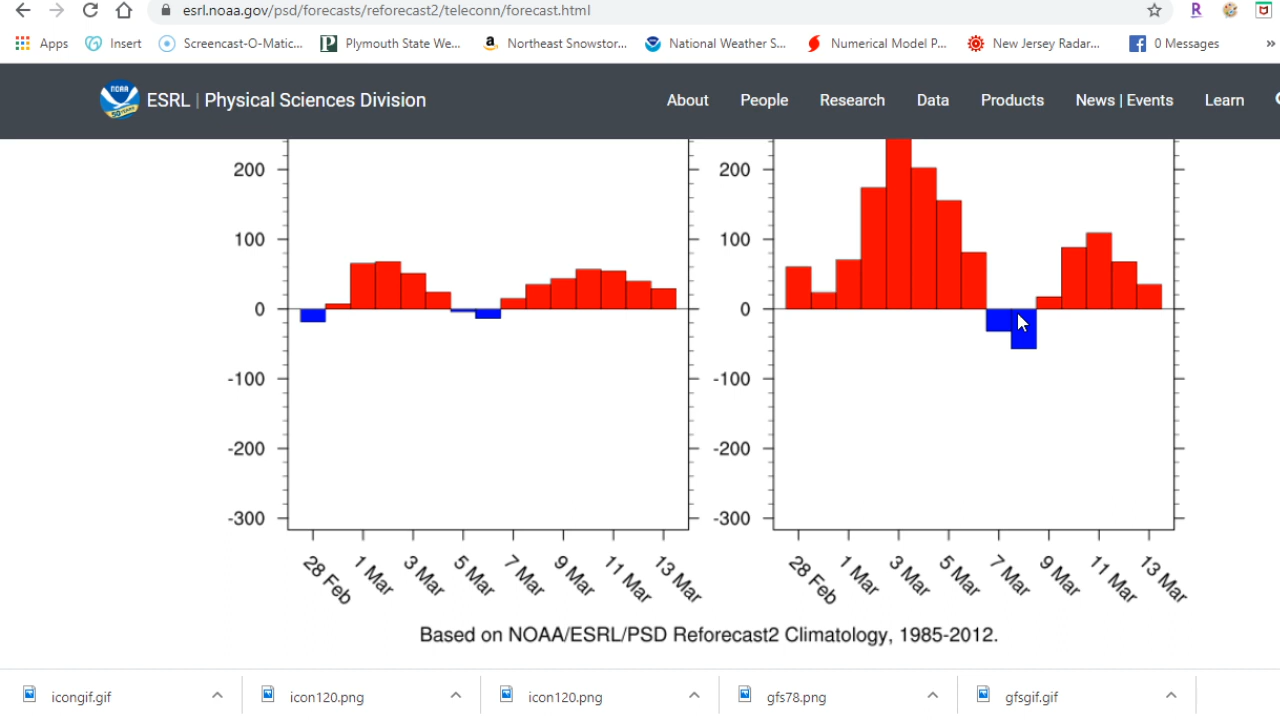 esrl.noaa.gov/psd/forecasts/reforecast2/teleconn/forecast.html
R
Apps Insert Screencast-O-Matic... P Plymouth State We... a Northeast Snowstor... National Weather S... Numerical Model P... New Jersey Radar... f 0 Messages »
NOAA ESRL | Physical Sciences Division About People Research Data Products News | Events Learn
200 200
100 100
0 0
-100 -100
-200 -200
-300 -300
28 Feb 1 Mar 3 Mar 5 Mar 7 Mar 9 Mar 11 Mar 13 Mar 28 Feb 1 Mar 3 Mar 5 Mar 7 Mar 9 Mar 11 Mar 13 Mar
Based on NOAA/ESRL/PSD Reforecast2 Climatology, 1985-2012.
icongif.gif icon120.png icon120.png gfs78.png gfsgif.gif